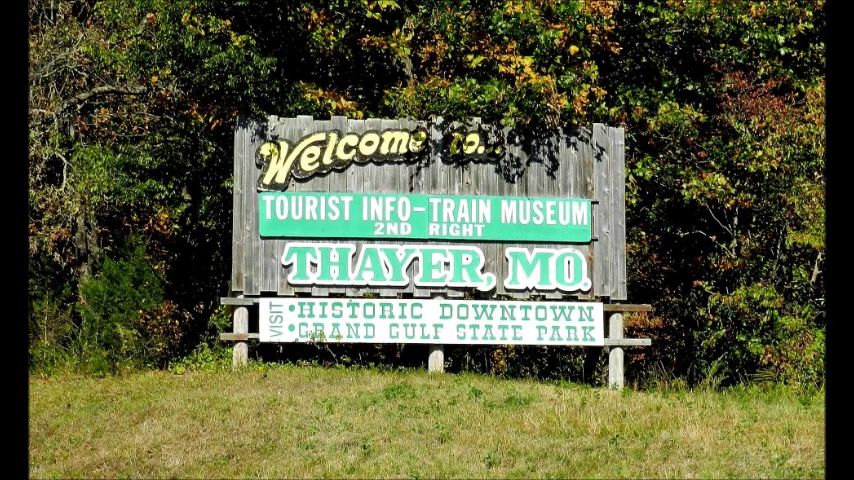 Welcome to...
TOURIST INFO-TRAIN MUSEUM
2ND RIGHT
THAYER, MO.
VISIT
•HISTORIC DOWNTOWN
•GRAND GULF STATE PARK